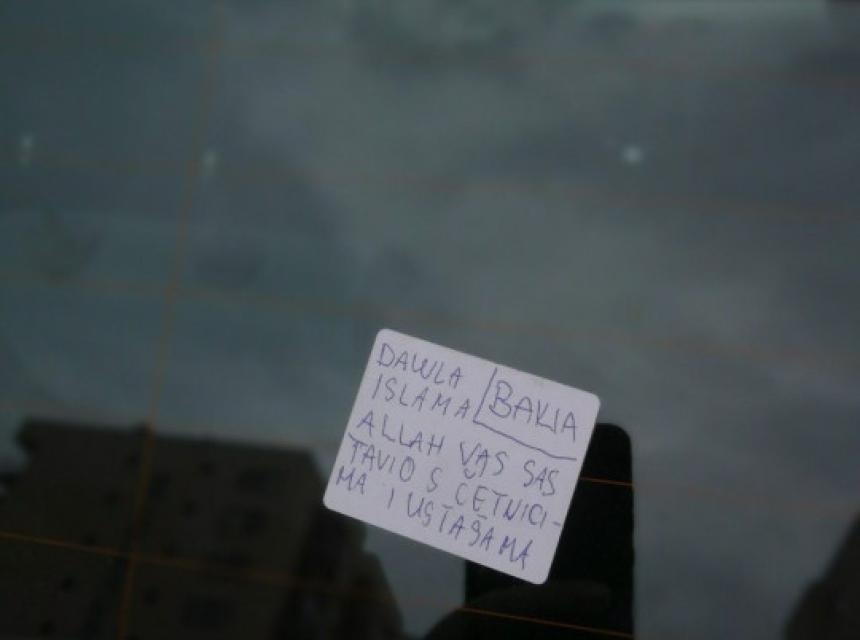 DAWLA
ISLAMA BAKIA
ALLAH VAS SAS
TAVIO S ČETNICI-
MA I USTAŠAMA